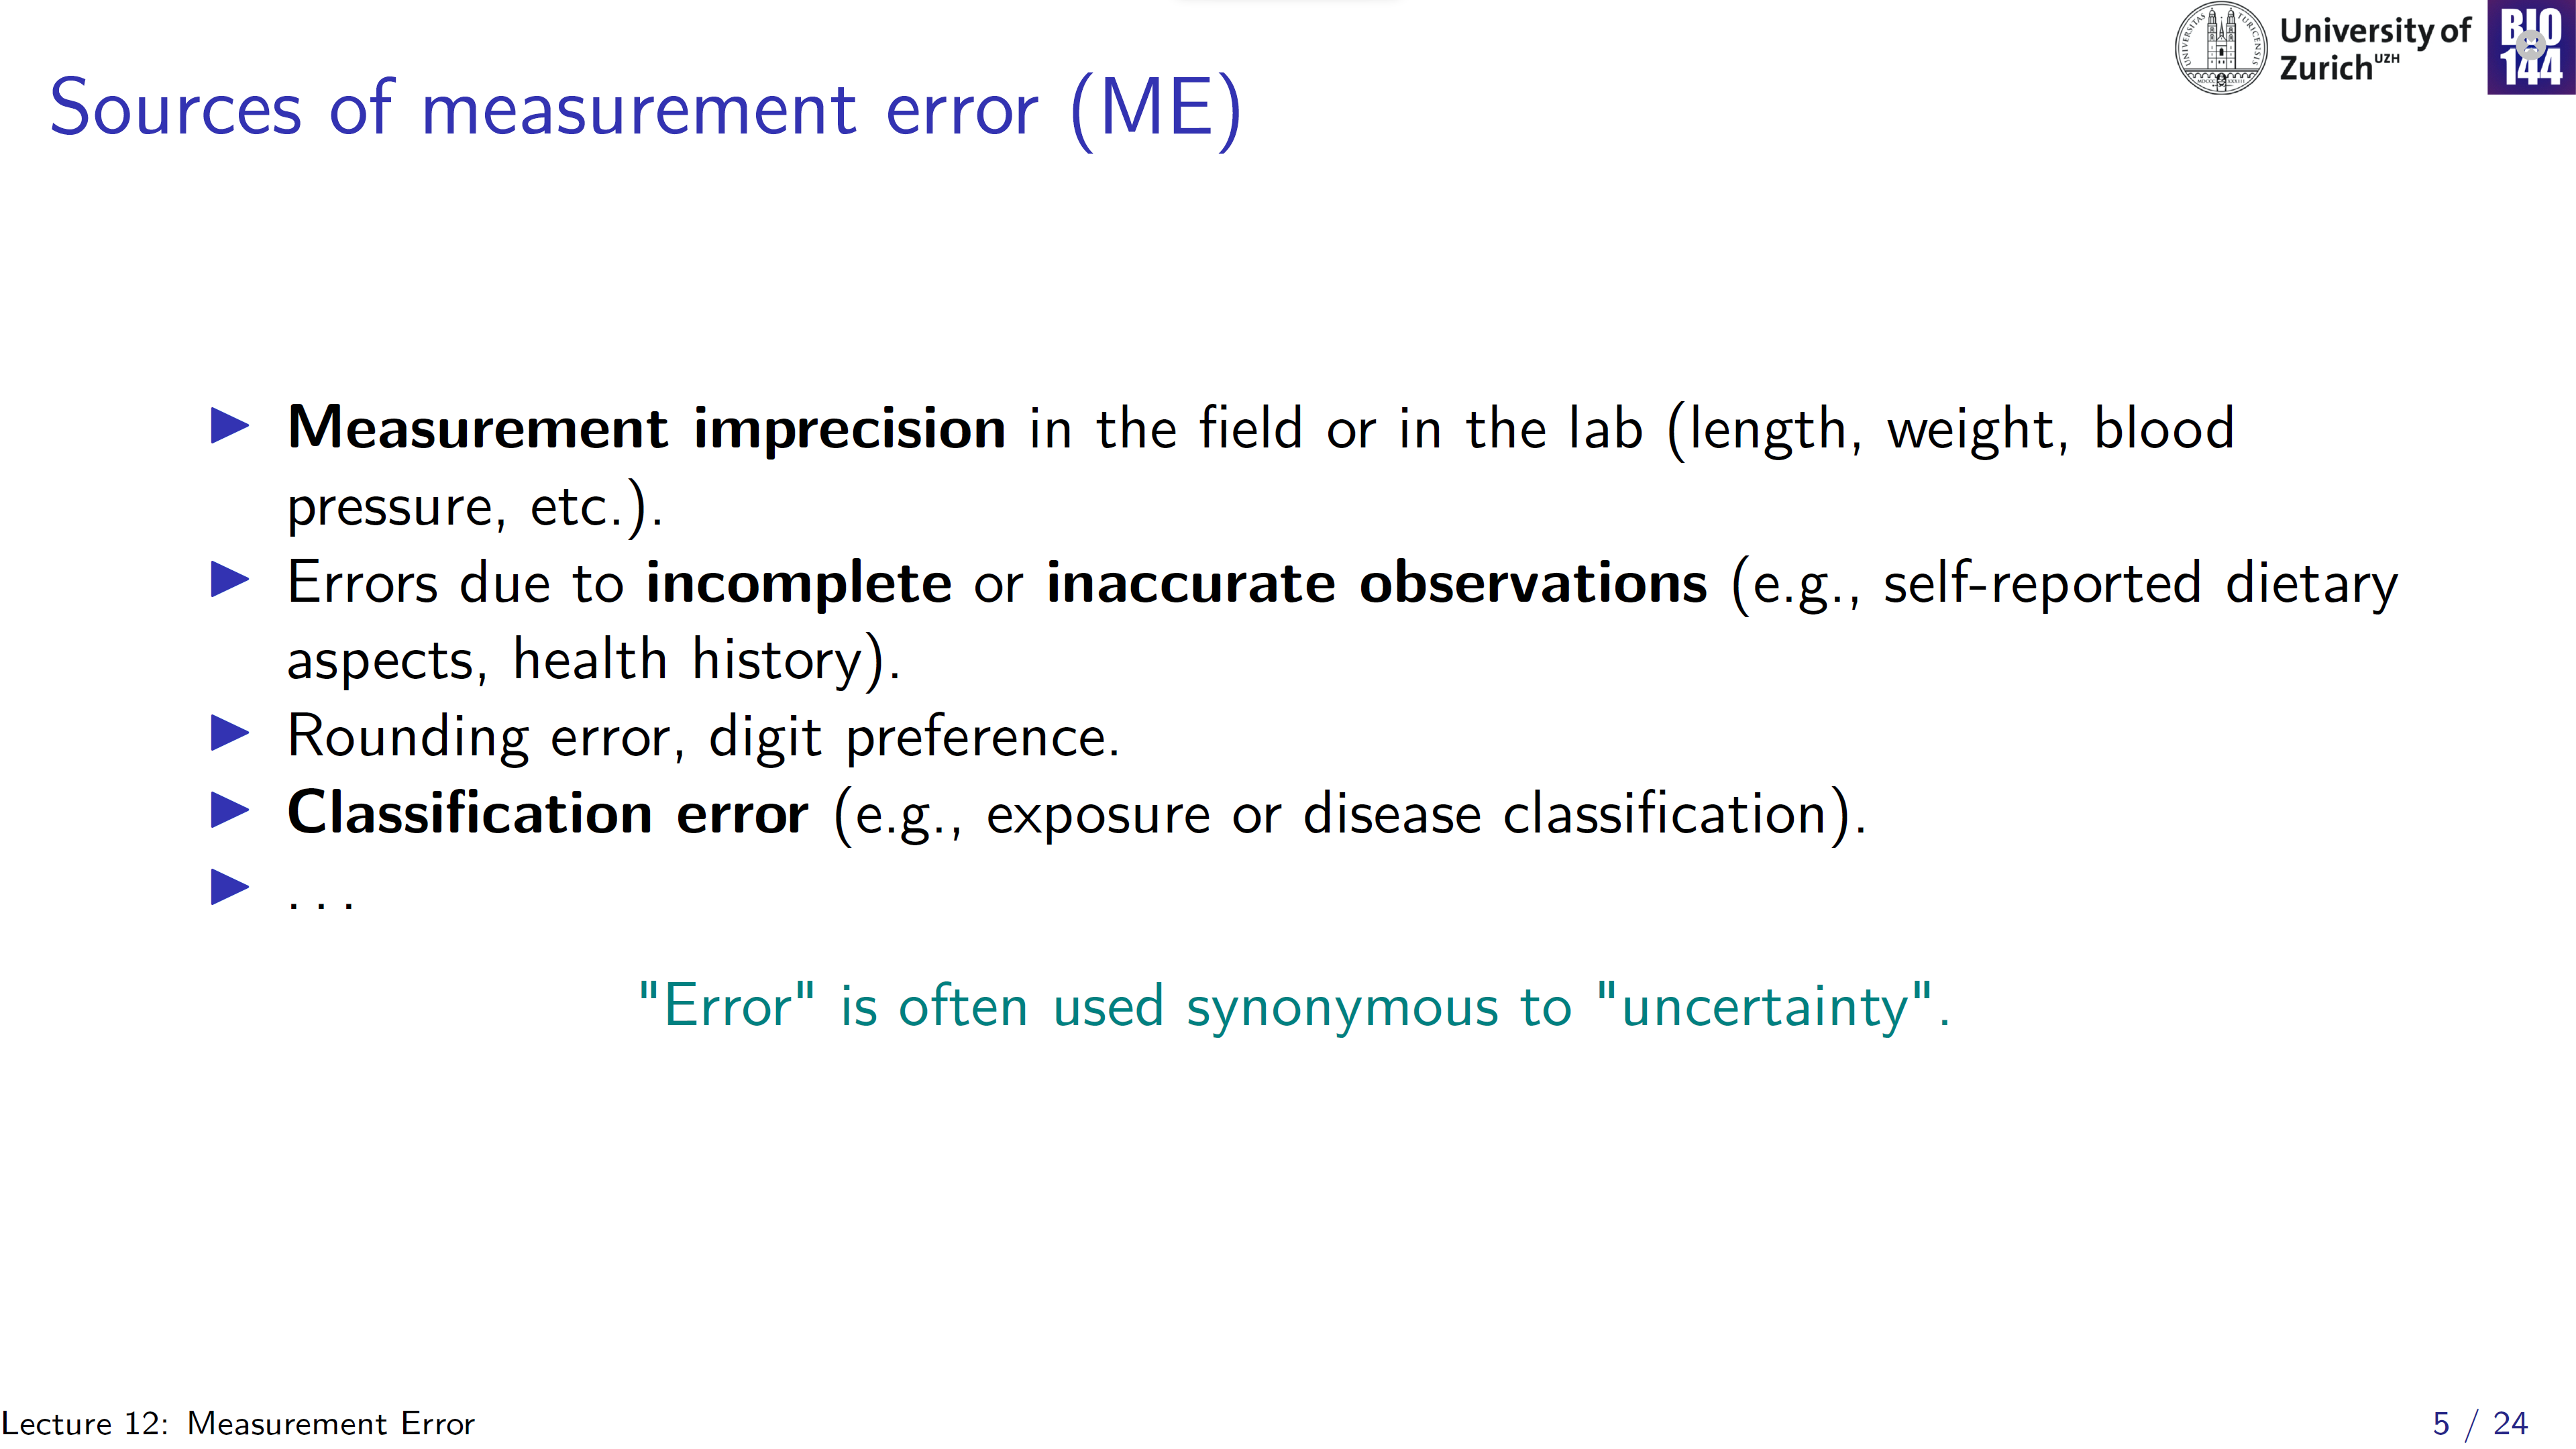 University of
Zurich UZH
BIO
144
Sources of measurement error (ME)
▶ Measurement imprecision in the field or in the lab (length, weight, blood
pressure, etc.).
▶ Errors due to incomplete or inaccurate observations (e.g., self-reported dietary
aspects, health history).
▶ Rounding error, digit preference.
▶ Classification error (e.g., exposure or disease classification).
▶ . . .
"Error" is often used synonymous to "uncertainty".
Lecture 12: Measurement Error
5 / 24